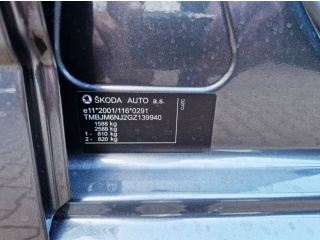 ŠKODA AUTO a.s.
e11*2001/116*0291
TMBJM6NJ2GZ139940
1588 kg
2588 kg
1 - 810 kg
2 - 820 kg